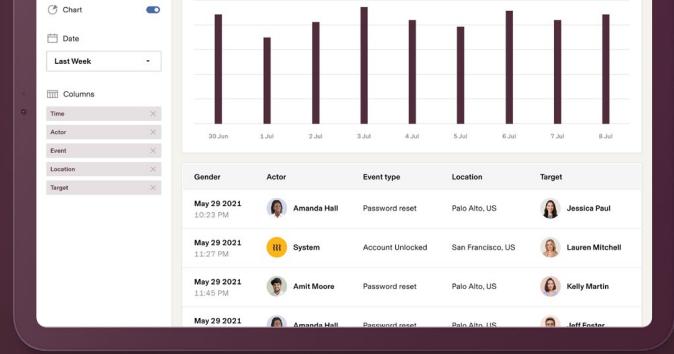 Chart
Date
Last Week
Columns
Time
Actor
Event
Location
Target
30 Jun 1 Jul 2 Jul 3 Jul 4 Jul 5 Jul 6 Jul 7 Jul 8 Jul
Gender Actor Event type Location Target
May 29 2021
10:23 PM
Amanda Hall Password reset Palo Alto, US Jessica Paul
May 29 2021
11:27 PM
System Account Unlocked San Francisco, US Lauren Mitchell
May 29 2021
11:45 PM
Amit Moore Password reset Palo Alto, US Kelly Martin
May 29 2021
Amanda Hall Password reset Palo Alto, US Jeff Foster